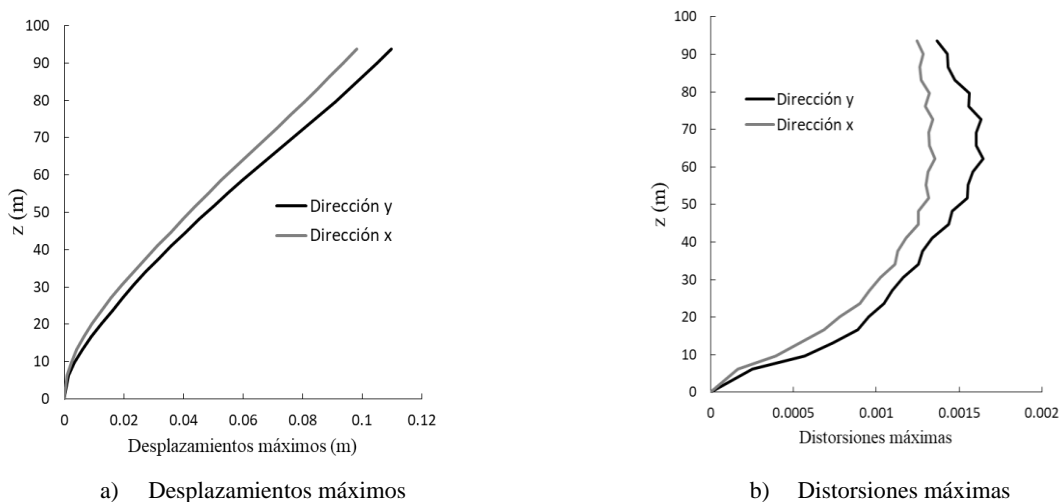 100
90
80
70
60
50
40
30
20
10
0
z (m)
Dirección y
Dirección x
0 0.02 0.04 0.06 0.08 0.1 0.12
Desplazamientos máximos (m)
a) Desplazamientos máximos
100
90
80
70
60
50
40
30
20
10
0
z (m)
Dirección y
Dirección x
0 0.0005 0.001 0.0015 0.002
Distorsiones máximas
b) Distorsiones máximas